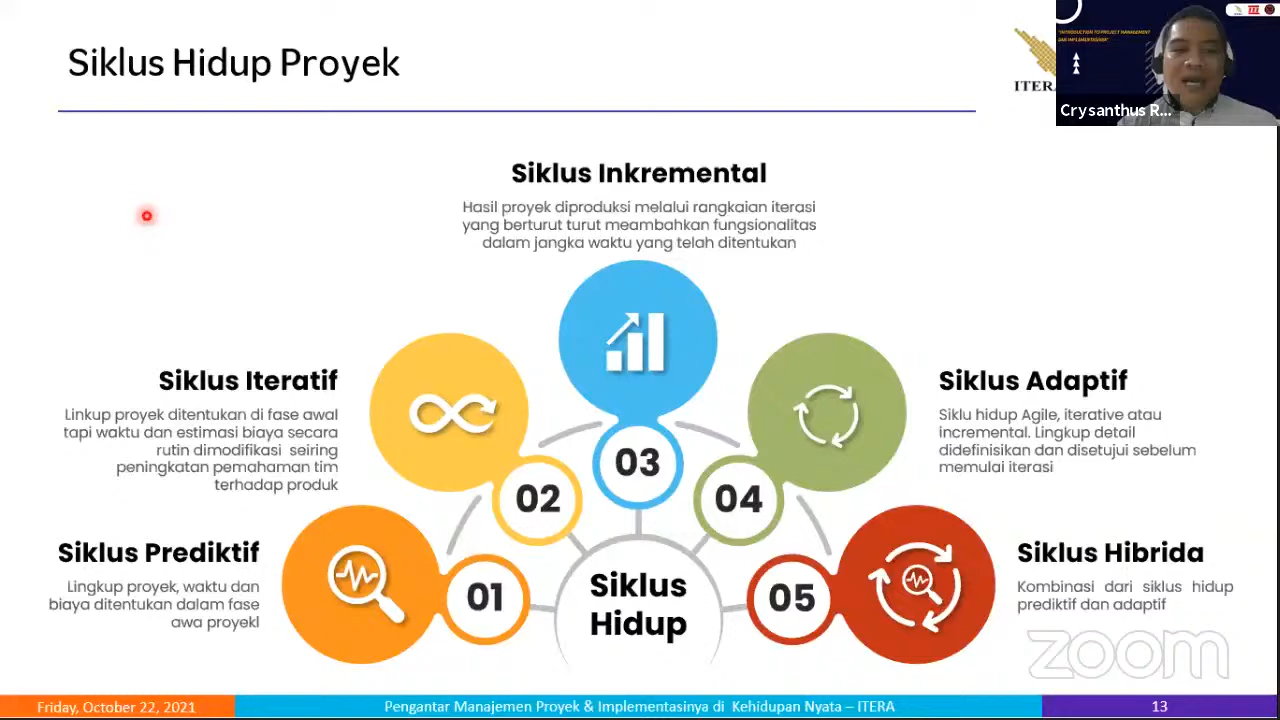 Siklus Hidup Proyek
ITERA
"INTRODUCTION TO PROJECT MANAGEMENT
Crysanthus R...
Siklus Inkremental
Hasil proyek diproduksi melalui rangkaian iterasi
yang berturut turut meambahkan fungsionalitas
dalam jangka waktu yang telah ditentukan
Siklus Iteratif
Linkup proyek ditentukan di fase awal
tapi waktu dan estimasi biaya secara
rutin dimodifikasi seiring
peningkatan pemahaman tim
terhadap produk
Siklus Adaptif
Siklu hidup Agile, iterative atau
incremental. Lingkup detail
didefinisikan dan disetujui sebelum
memulai iterasi
03
02
04
Siklus Prediktif
Lingkup proyek, waktu dan
biaya ditentukan dalam fase
awa proyekl
01
Siklus
Hidup
05
Siklus Hibrida
Kombinasi dari siklus hidup
prediktif dan adaptif
zoom
Friday, October 22, 2021
Pengantar Manajemen Proyek & Implementasinya di Kehidupan Nyata – ITERA
13